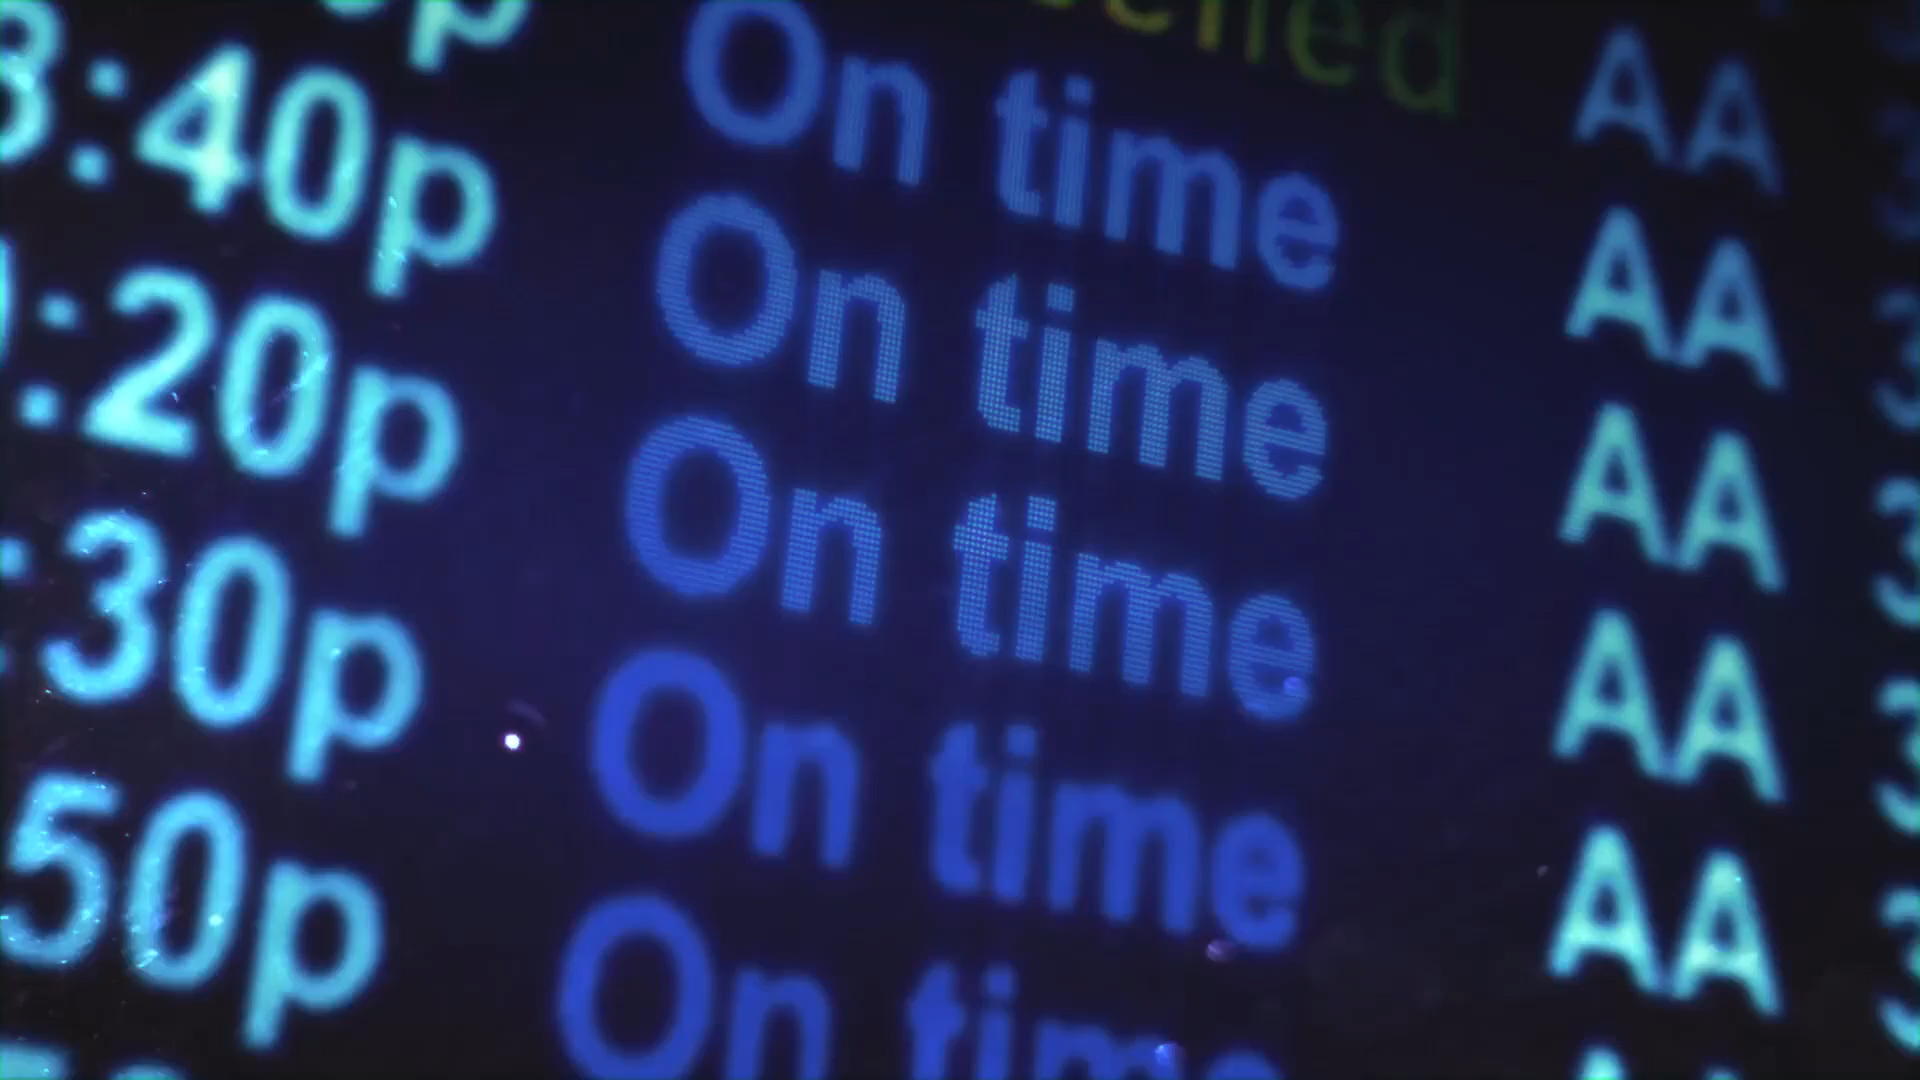 AA
On time AA
:40p On time AA
:20p On time AA
:30p On time AA
50p On time